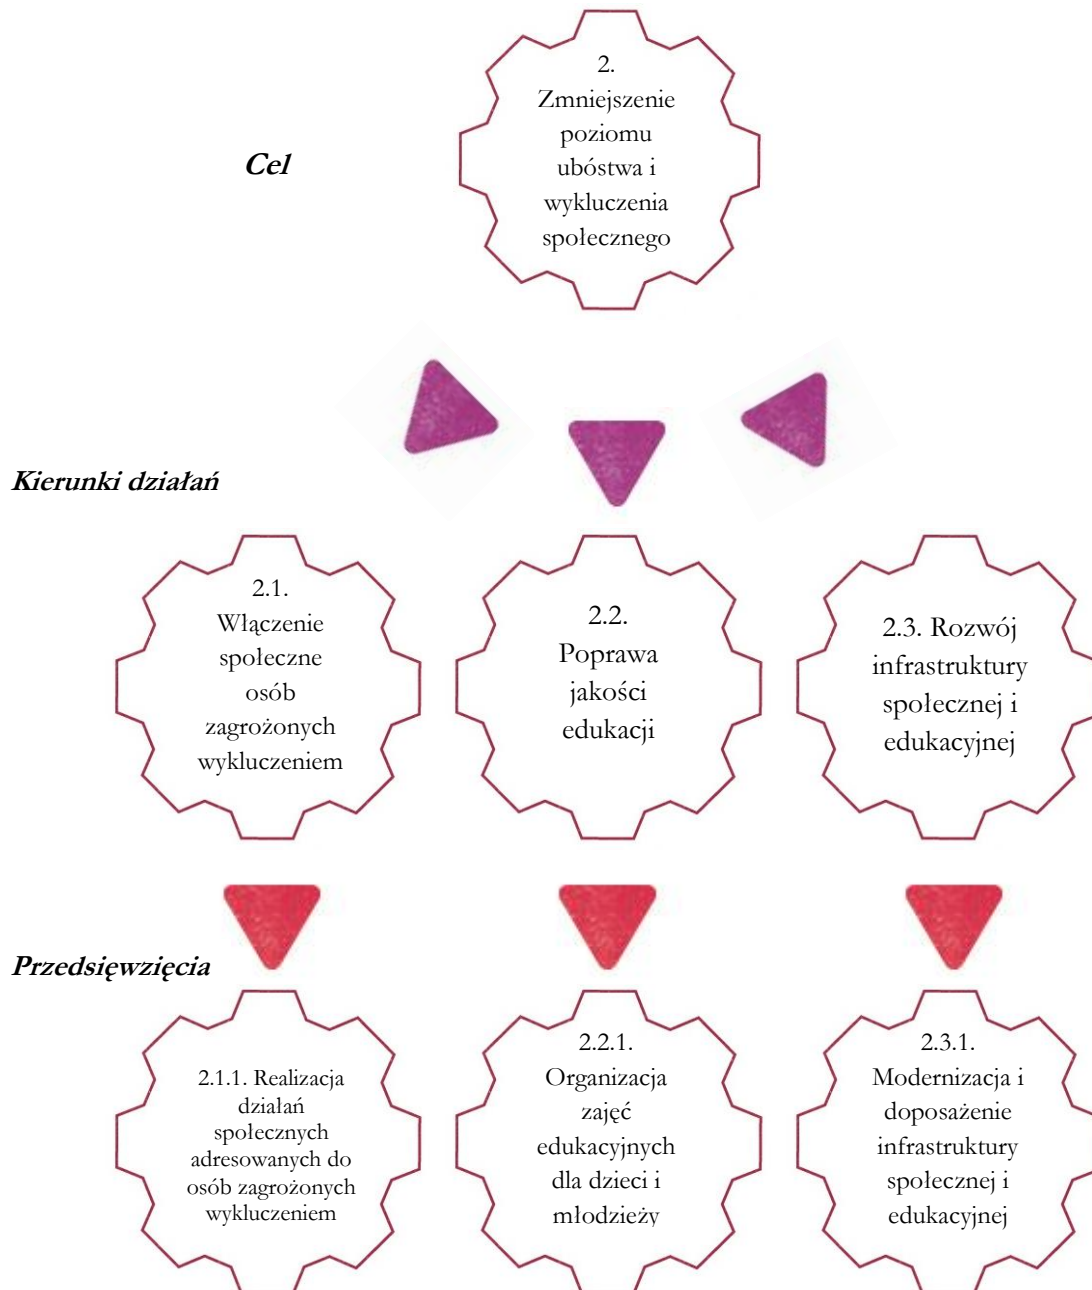 2.
Zmniejszenie
poziomu
ubóstwa i
wykluczenia
społecznego
Cel
Kierunki działań
2.1.
Włączenie
społeczne
osób
zagrożonych
wykluczeniem
2.2.
Poprawa
jakości
edukacji
2.3. Rozwój
infrastruktury
społecznej i
edukacyjnej
Przedsięwzięcia
2.1.1. Realizacja
działań
społecznych
adresowanych do
osób zagrożonych
wykluczeniem
2.2.1.
Organizacja
zajęć
edukacyjnych
dla dzieci i
młodzieży
2.3.1.
Modernizacja i
doposażenie
infrastruktury
społecznej i
edukacyjnej